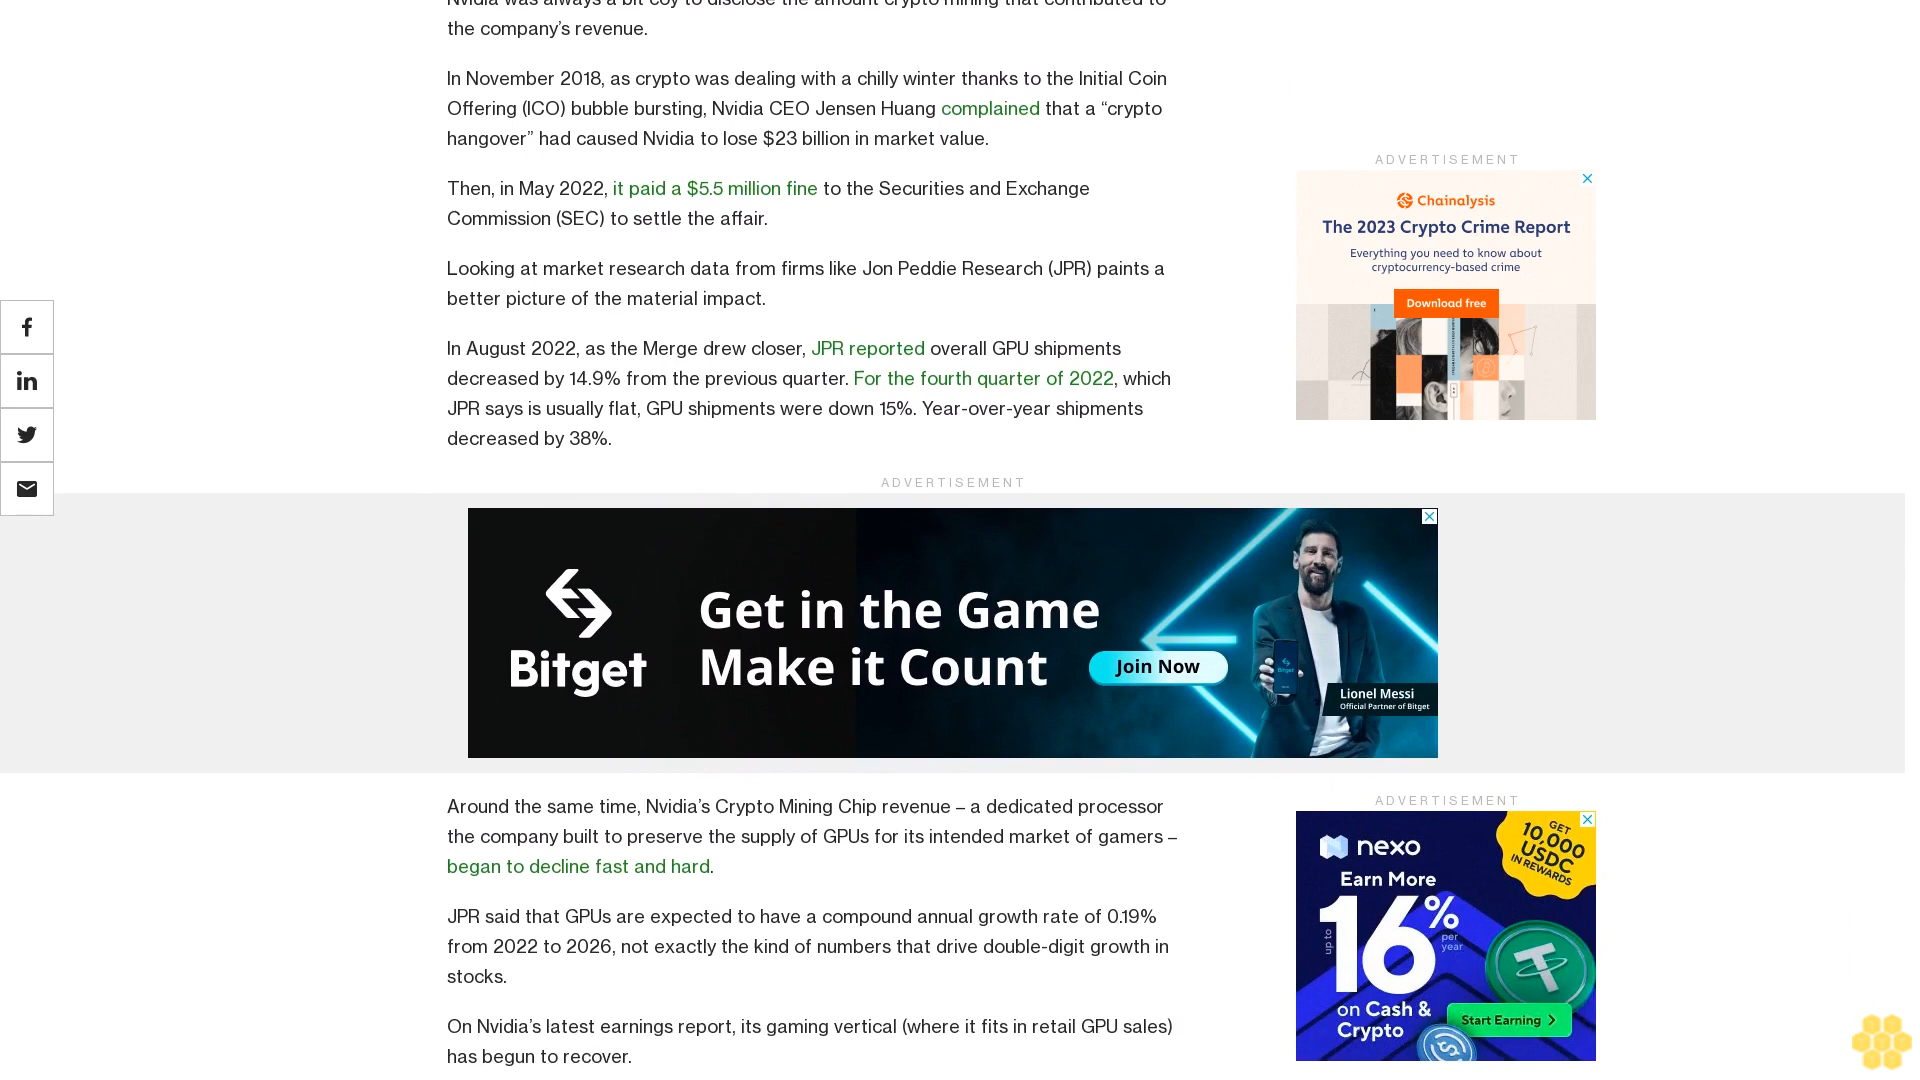 Nvidia was always a bit coy to disclose the amount crypto mining that contributed to
the company’s revenue.
In November 2018, as crypto was dealing with a chilly winter thanks to the Initial Coin
Offering (ICO) bubble bursting, Nvidia CEO Jensen Huang complained that a “crypto
hangover” had caused Nvidia to lose $23 billion in market value.
Then, in May 2022, it paid a $5.5 million fine to the Securities and Exchange
Commission (SEC) to settle the affair.
Looking at market research data from firms like Jon Peddie Research (JPR) paints a
better picture of the material impact.
In August 2022, as the Merge drew closer, JPR reported overall GPU shipments
decreased by 14.9% from the previous quarter. For the fourth quarter of 2022, which
JPR says is usually flat, GPU shipments were down 15%. Year-over-year shipments
decreased by 38%.
ADVERTISEMENT
Chainalysis
The 2023 Crypto Crime Report
Everything you need to know about
cryptocurrency-based crime
Download free
ADVERTISEMENT
Bitget
Get in the Game
Make it Count
Join Now
Bitget
Lionel Messi
Official Partner of Bitget
Around the same time, Nvidia’s Crypto Mining Chip revenue – a dedicated processor
the company built to preserve the supply of GPUs for its intended market of gamers –
began to decline fast and hard.
JPR said that GPUs are expected to have a compound annual growth rate of 0.19%
from 2022 to 2026, not exactly the kind of numbers that drive double-digit growth in
stocks.
On Nvidia’s latest earnings report, its gaming vertical (where it fits in retail GPU sales)
has begun to recover.
ADVERTISEMENT
nexo
GET
10,000
USDC
IN REWARDS
Earn More
up to
16%
per
year
on Cash &
Crypto
Start Earning